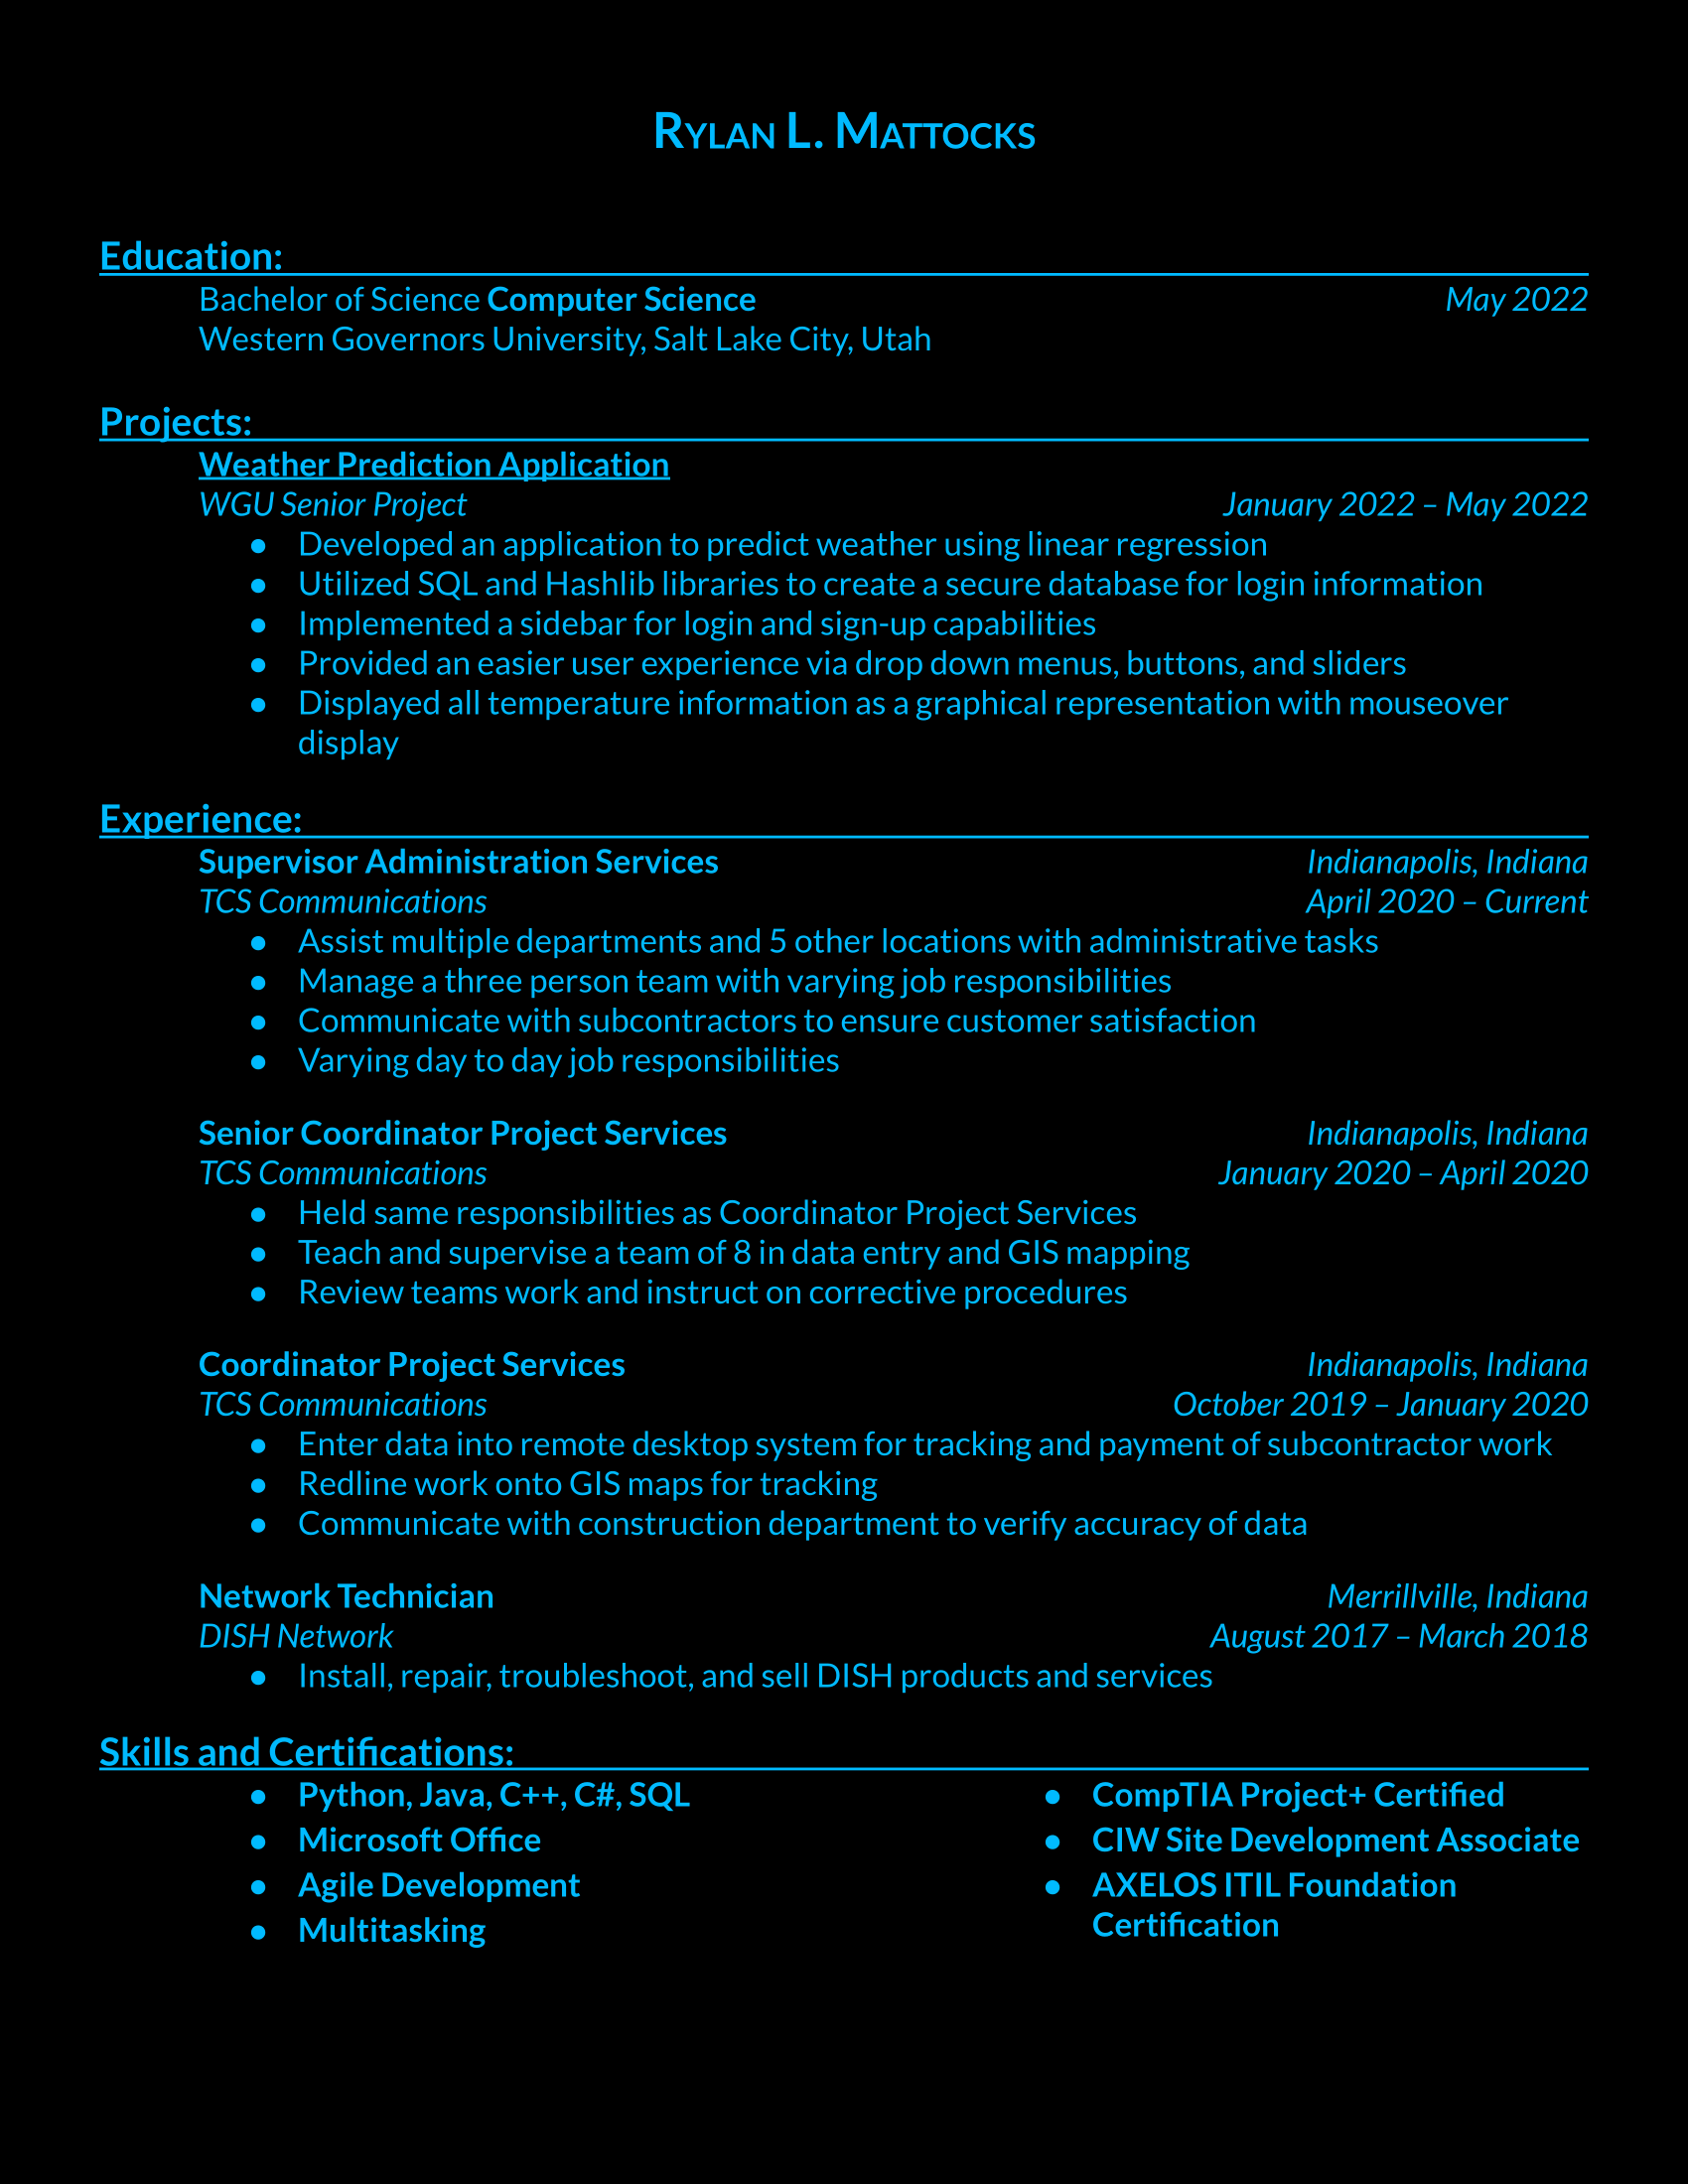 Rylan L. Mattocks
Education:
Bachelor of Science Computer Science May 2022
Western Governors University, Salt Lake City, Utah
Projects:
Weather Prediction Application
WGU Senior Project January 2022 – May 2022
● Developed an application to predict weather using linear regression
● Utilized SQL and Hashlib libraries to create a secure database for login information
● Implemented a sidebar for login and sign-up capabilities
● Provided an easier user experience via drop down menus, buttons, and sliders
● Displayed all temperature information as a graphical representation with mouseover
display
Experience:
Supervisor Administration Services Indianapolis, Indiana
TCS Communications April 2020 – Current
● Assist multiple departments and 5 other locations with administrative tasks
● Manage a three person team with varying job responsibilities
● Communicate with subcontractors to ensure customer satisfaction
● Varying day to day job responsibilities
Senior Coordinator Project Services Indianapolis, Indiana
TCS Communications January 2020 – April 2020
● Held same responsibilities as Coordinator Project Services
● Teach and supervise a team of 8 in data entry and GIS mapping
● Review teams work and instruct on corrective procedures
Coordinator Project Services Indianapolis, Indiana
TCS Communications October 2019 – January 2020
● Enter data into remote desktop system for tracking and payment of subcontractor work
● Redline work onto GIS maps for tracking
● Communicate with construction department to verify accuracy of data
Network Technician Merrillville, Indiana
DISH Network August 2017 – March 2018
● Install, repair, troubleshoot, and sell DISH products and services
Skills and Certifications:
● Python, Java, C++, C#, SQL
● Microsoft Office
● Agile Development
● Multitasking
● CompTIA Project+ Certified
● CIW Site Development Associate
● AXELOS ITIL Foundation
Certification